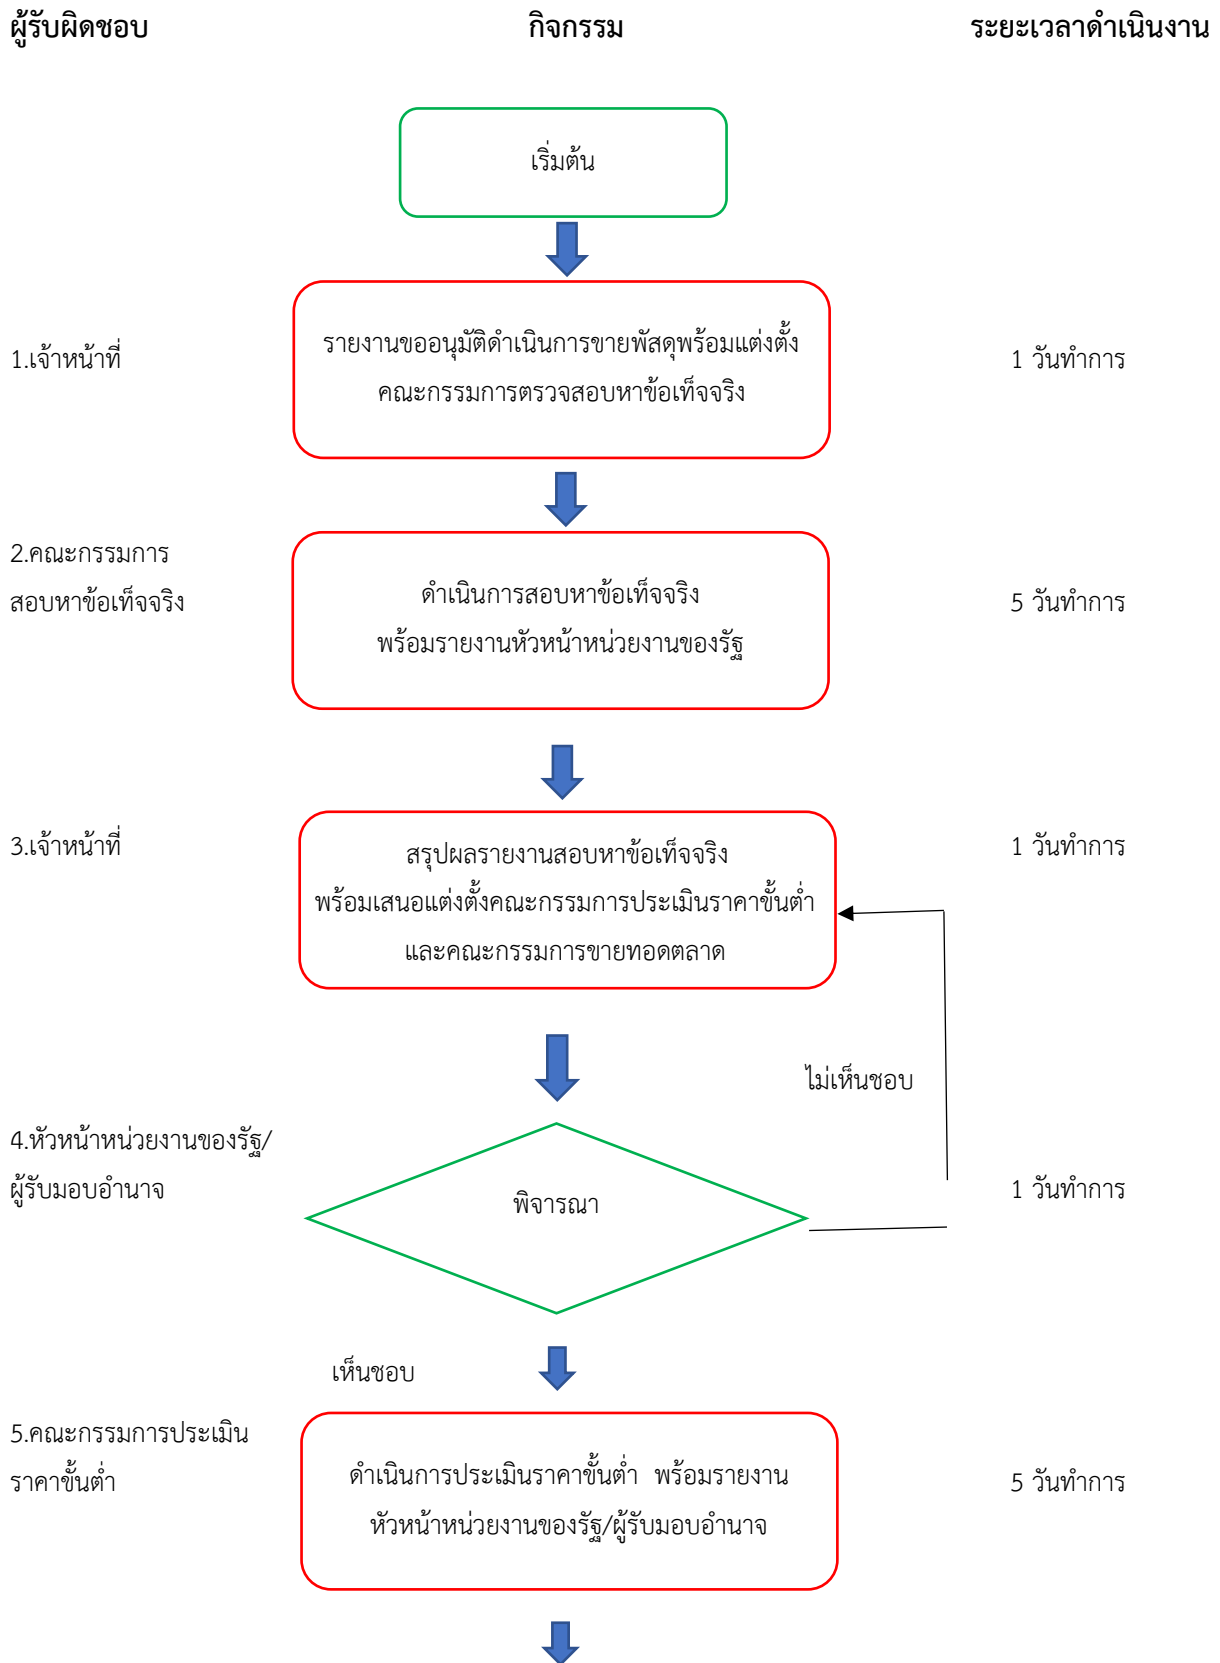 ผู้รับผิดชอบ กิจกรรม ระยะเวลาดำเนินงาน
เริ่มต้น
1.เจ้าหน้าที่
รายงานขออนุมัติดำเนินการขายพัสดุพร้อมแต่งตั้ง
คณะกรรมการตรวจสอบหาข้อเท็จจริง
1 วันทำการ
2.คณะกรรมการ
สอบหาข้อเท็จจริง
ดำเนินการสอบหาข้อเท็จจริง
พร้อมรายงานหัวหน้าหน่วยงานของรัฐ
5 วันทำการ
3.เจ้าหน้าที่
สรุปผลรายงานสอบหาข้อเท็จจริง
พร้อมเสนอแต่งตั้งคณะกรรมการประเมินราคาขั้นต่ำ
และคณะกรรมการขายทอดตลาด
1 วันทำการ
ไม่เห็นชอบ
4.หัวหน้าหน่วยงานของรัฐ/
ผู้รับมอบอำนาจ
พิจารณา
1 วันทำการ
เห็นชอบ
5.คณะกรรมการประเมิน
ราคาขั้นต่ำ
ดำเนินการประเมินราคาขั้นต่ำ พร้อมรายงาน
หัวหน้าหน่วยงานของรัฐ/ผู้รับมอบอำนาจ
5 วันทำการ